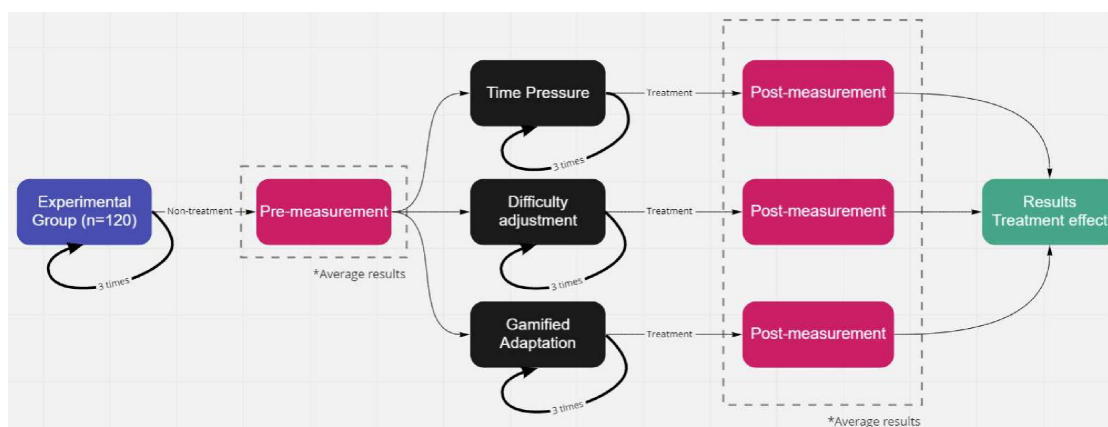 Experimental
Group (n=120)
3 times
Non-treatment
Pre-measurement
*Average results
Time Pressure
3 times
Treatment
Post-measurement
Difficulty
adjustment
3 times
Treatment
Post-measurement
Gamified
Adaptation
3 times
Treatment
Post-measurement
*Average results
Results
Treatment effect